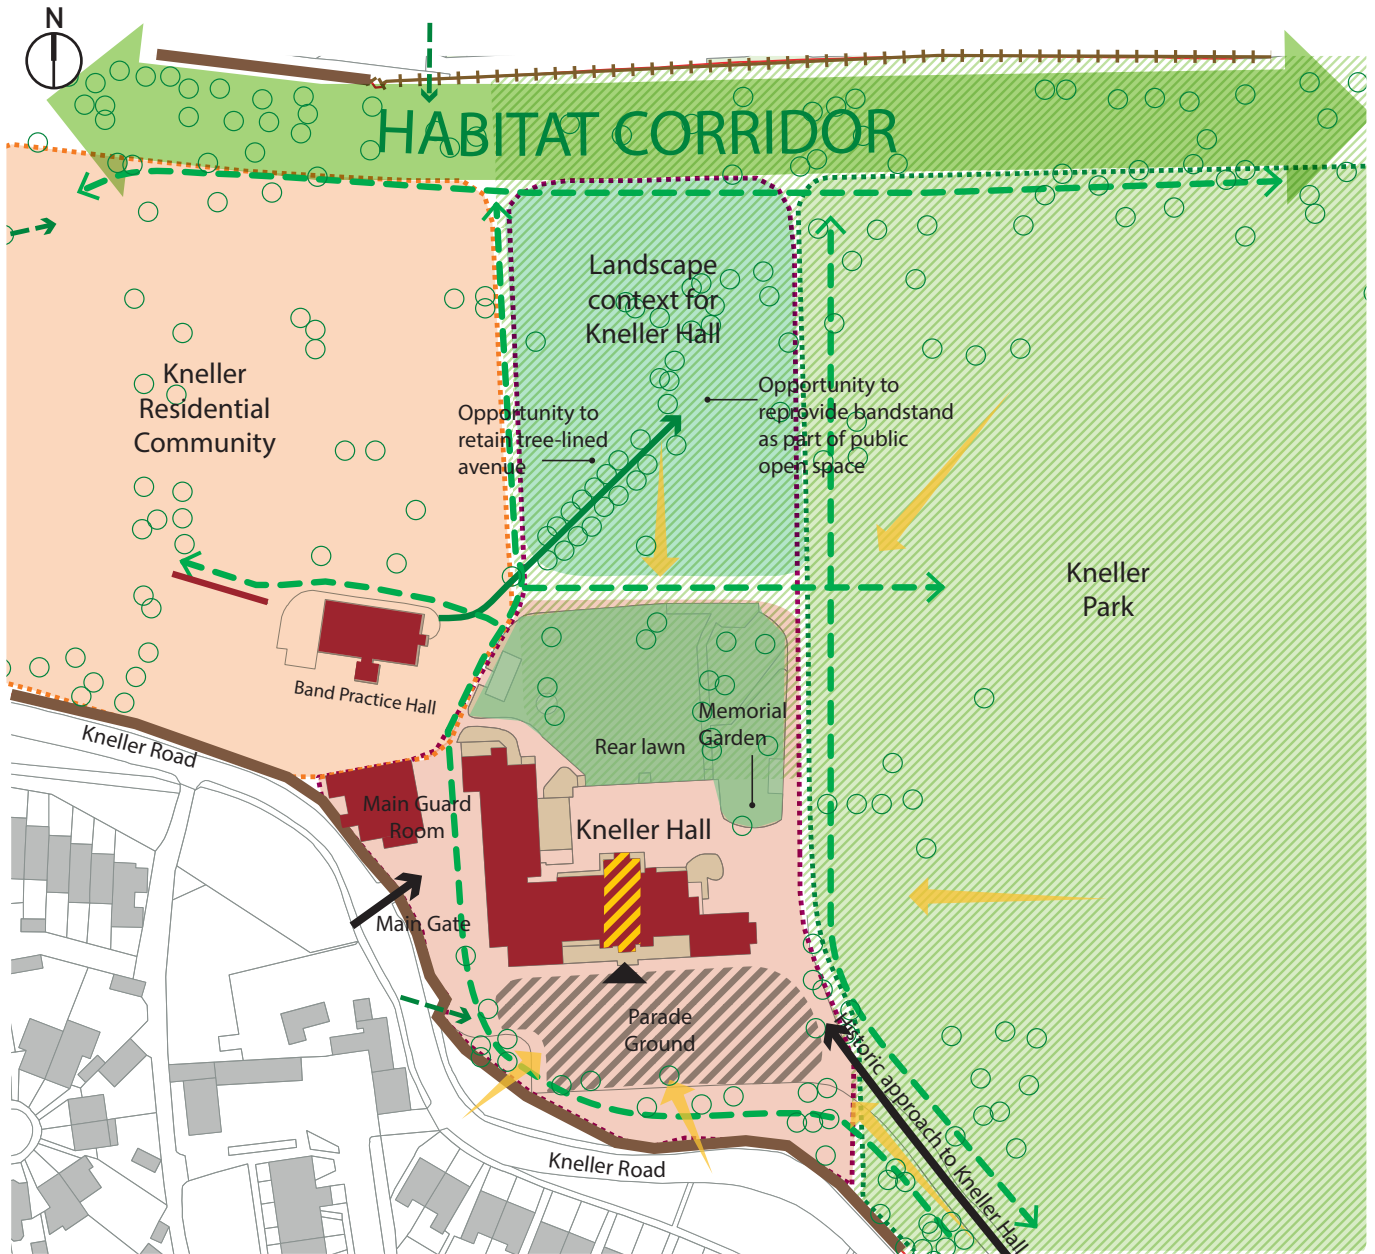 N
HABITAT CORRIDOR
Landscape
context for
Kneller Hall
Kneller
Residential
Community
Opportunity to
retain tree-lined
avenue
Opportunity to
reprovide bandstand
as part of public
open space
Kneller
Park
Band Practice Hall
Kneller Road
Memorial
Garden
Rear lawn
Main Guard
Room
Kneller Hall
Main Gate
Parade
Ground
Historic approach to Kneller Hall
Kneller Road